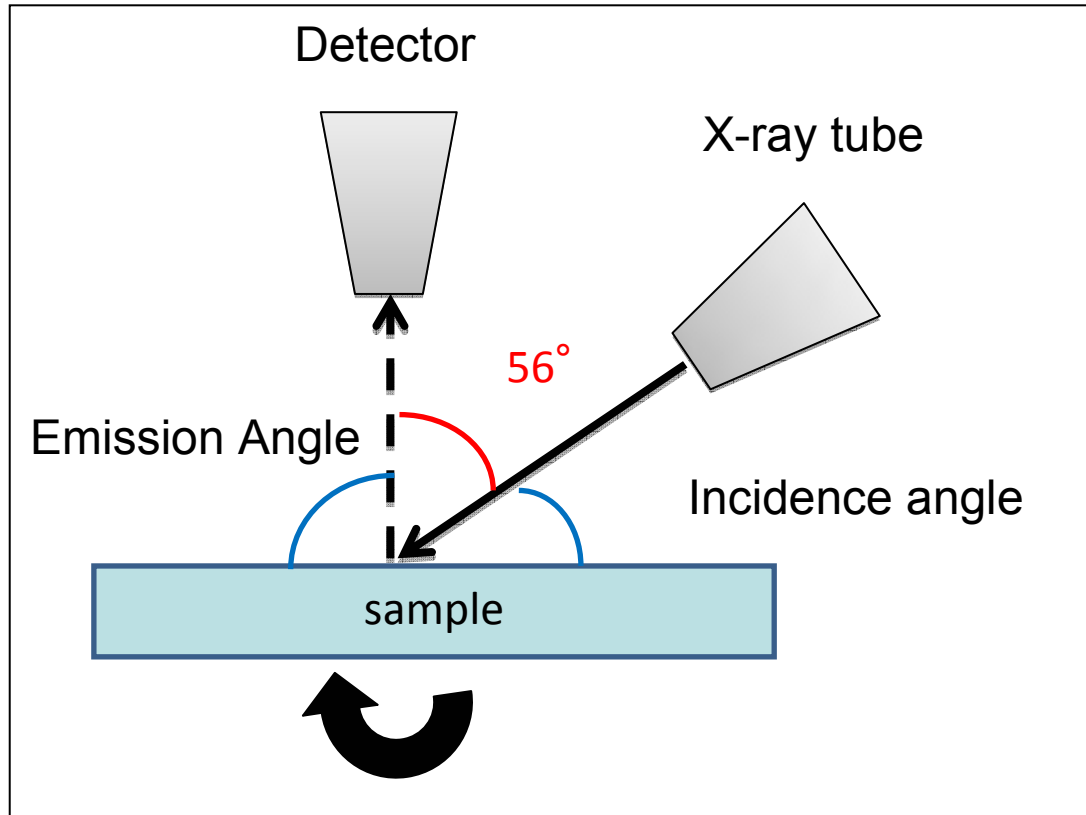 Detector
X-ray tube
56°
Emission Angle
Incidence angle
sample